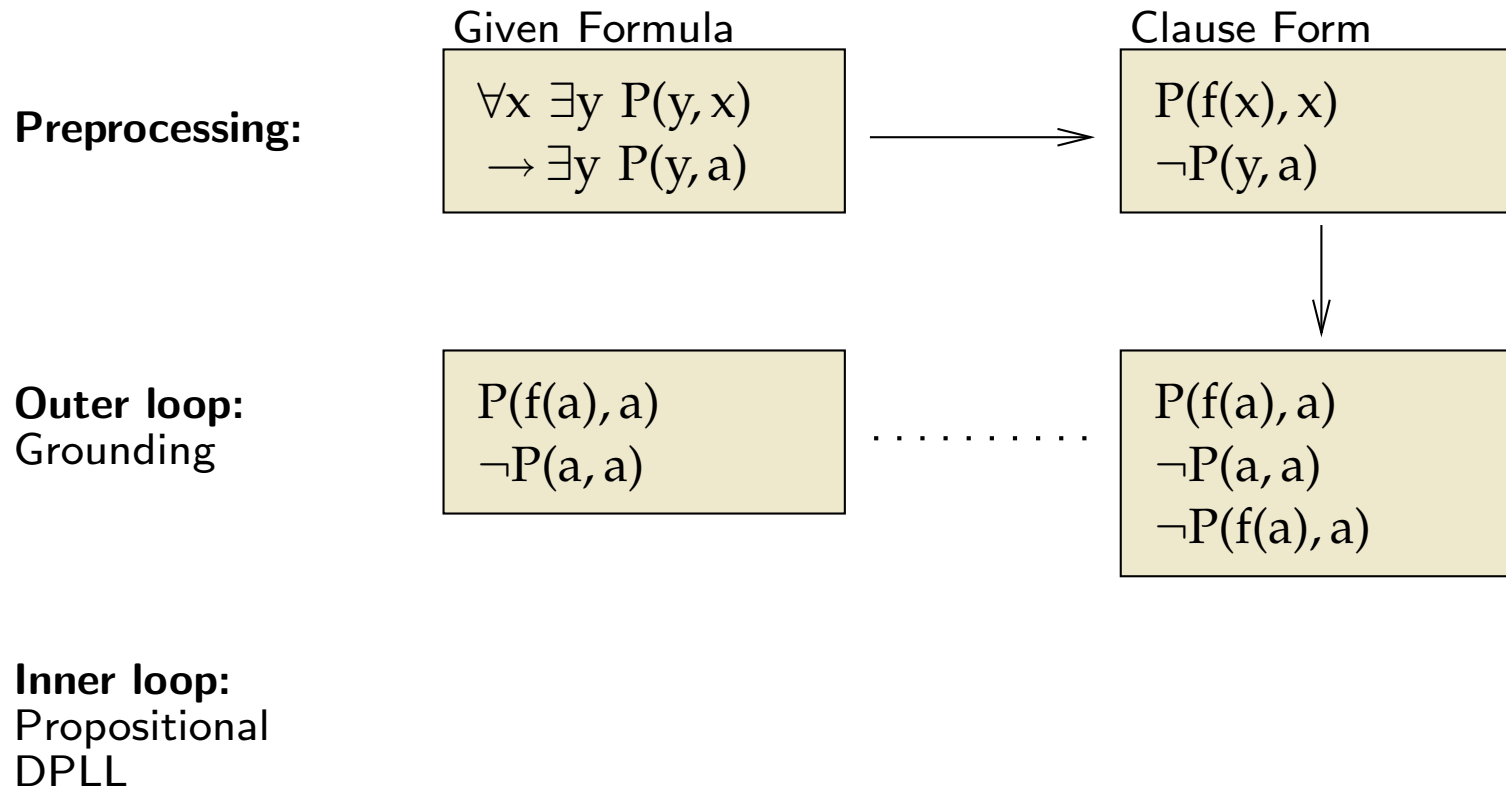 Given Formula
Clause Form
Preprocessing:
∀x ∃y P(y, x)
→ ∃y P(y, a)
P(f(x), x)
¬P(y, a)
Outer loop:
Grounding
P(f(a), a)
¬P(a, a)
P(f(a), a)
¬P(a, a)
¬P(f(a), a)
Inner loop:
Propositional
DPLL